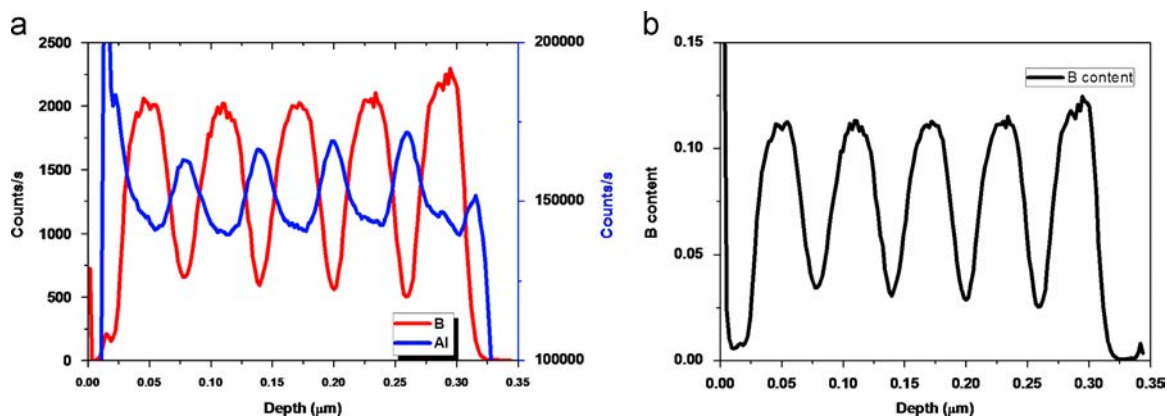 a
2500
2000
1500
1000
500
0
Counts/s
200000
150000
100000
Counts/s
B
Al
0.00 0.05 0.10 0.15 0.20 0.25 0.30 0.35
Depth (μm)
b
0.15
0.10
0.05
0.00
B content
B content
0.00 0.05 0.10 0.15 0.20 0.25 0.30 0.35
Depth (μm)